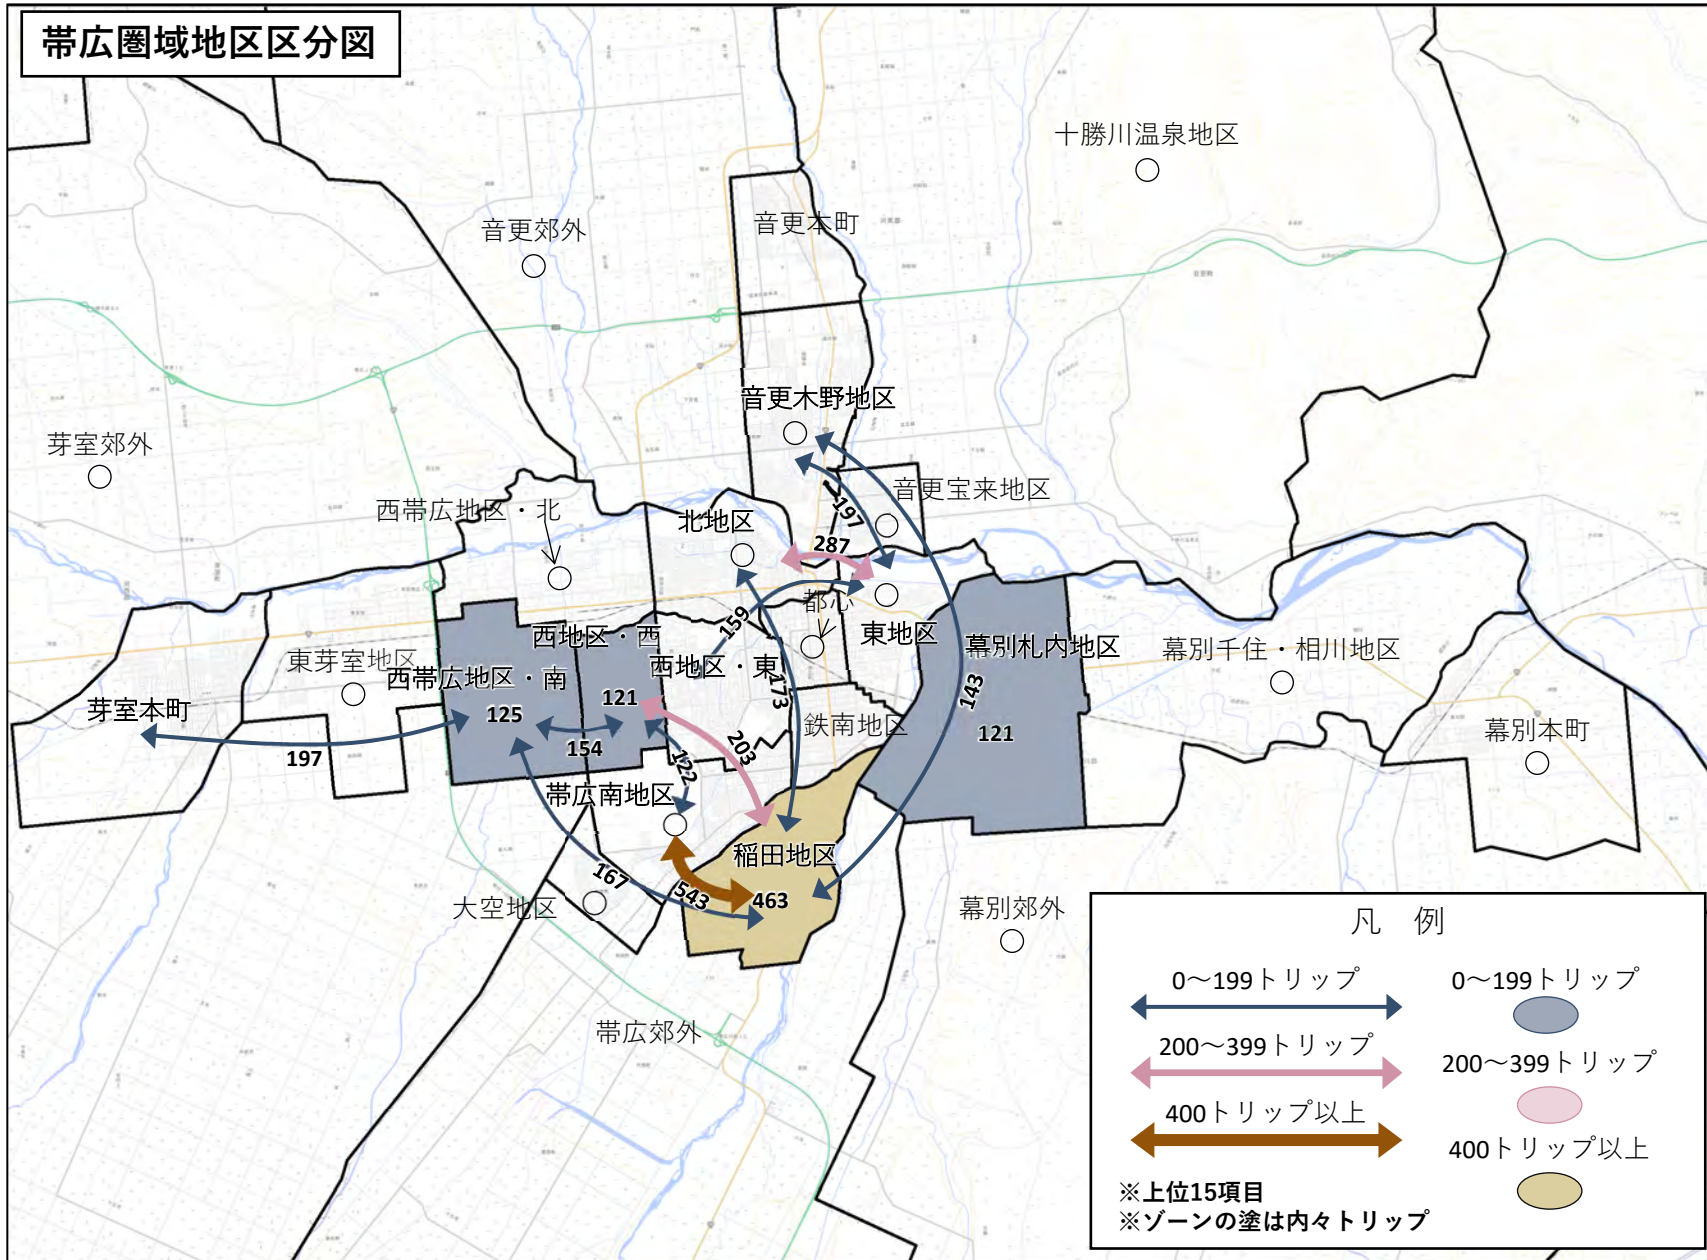 帯広圏域地区区分図
十勝川温泉地区
音更郊外
音更本町
音更木野地区
芽室郊外
音更宝来地区
西帯広地区・北
北地区
197
287
都心
159
東地区
西地区・西
西地区・東
幕別札内地区
幕別千住・相川地区
東芽室地区
西帯広地区・南
芽室本町
125
121
173
143
鉄南地区
幕別本町
121
197
154
203
122
帯広南地区
稲田地区
167
543
463
大空地区
幕別郊外
帯広郊外
凡 例
0～199トリップ
0～199トリップ
200～399トリップ
200～399トリップ
400トリップ以上
400トリップ以上
※上位15項目
※ゾーンの塗は内々トリップ